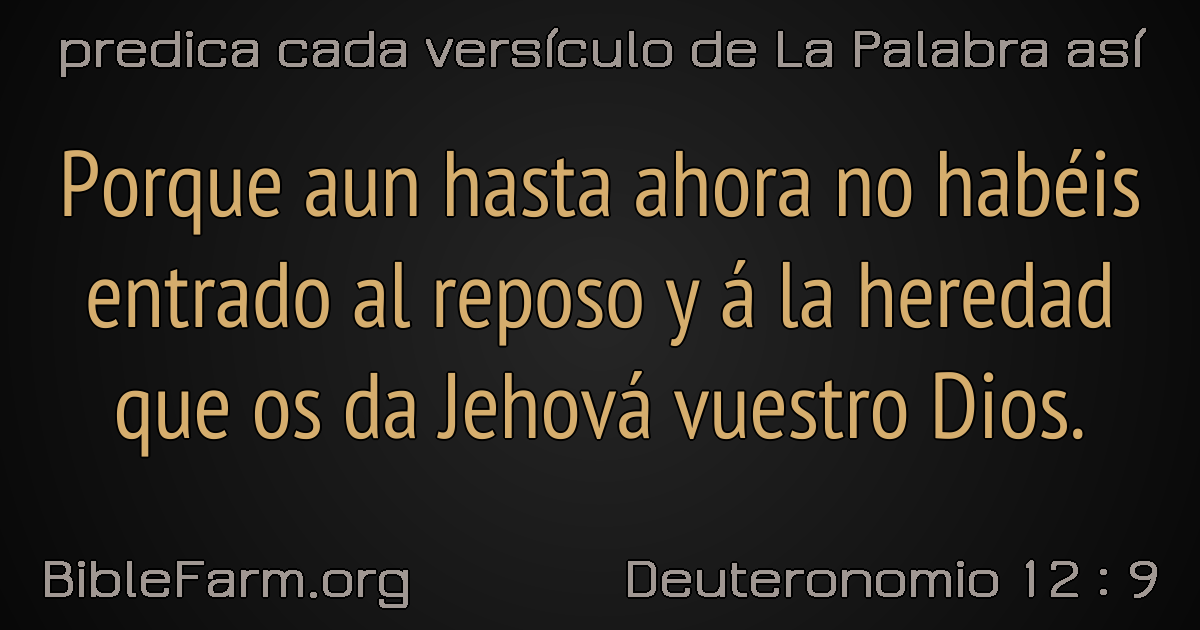 predica cada versículo de La Palabra así
Porque aun hasta ahora no habéis
entrado al reposo y á la heredad
que os da Jehová vuestro Dios.
BibleFarm.org
Deuteronomio 12 : 9